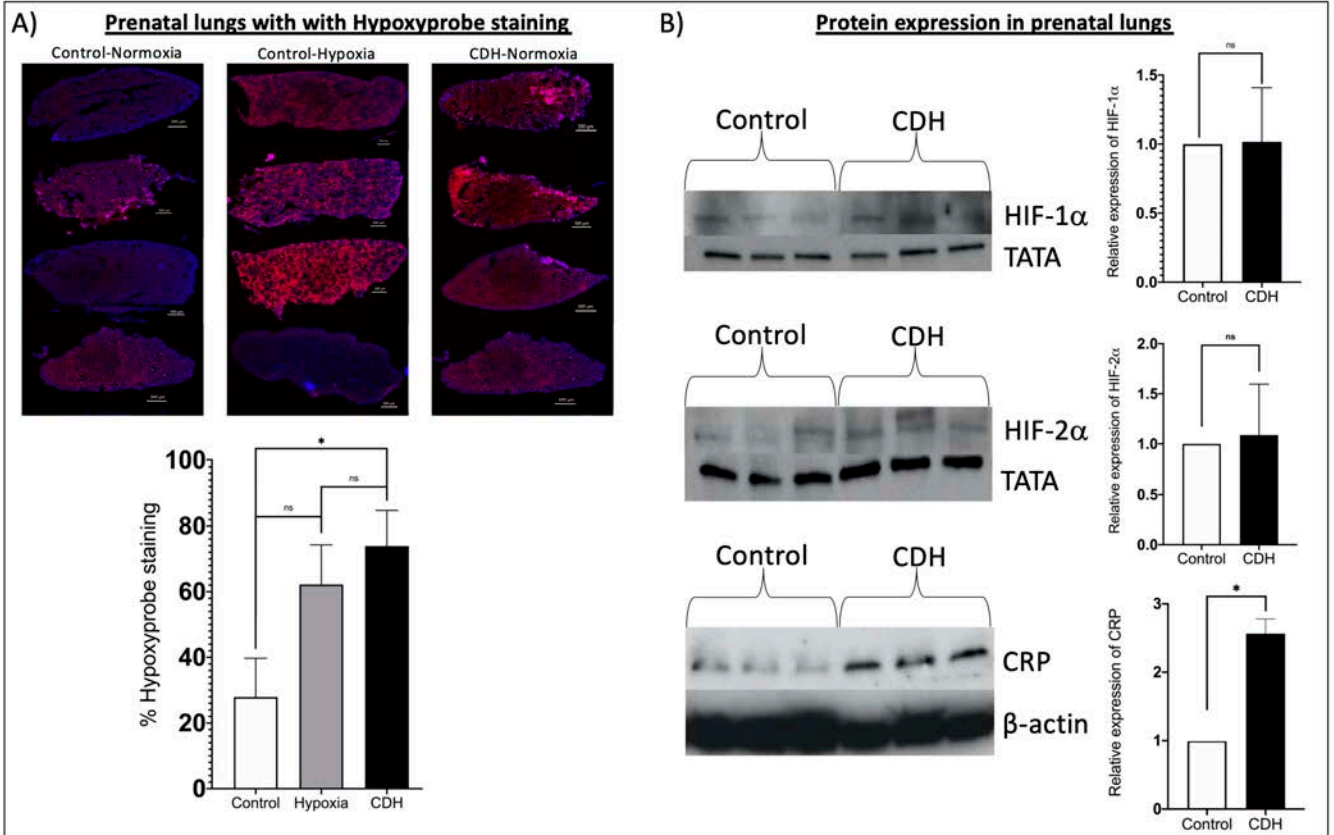 A)
Prenatal lungs with with Hypoxyprobe staining
Control-Normoxia
Control-Hypoxia
CDH-Normoxia
% Hypoxyprobe staining
100
80
60
40
20
0
*
ns
ns
Control
Hypoxia
CDH
B)
Protein expression in prenatal lungs
Control
CDH
HIF-1α
TATA
Relative expression of HIF-1α
1.5
1.0
0.5
0.0
ns
Control
CDH
HIF-2α
TATA
Control
CDH
Relative expression of HIF-2α
2.0
1.5
1.0
0.5
0.0
ns
Control
CDH
Control
CDH
CRP
β-actin
Relative expression of CRP
3
2
1
0
*
Control
CDH